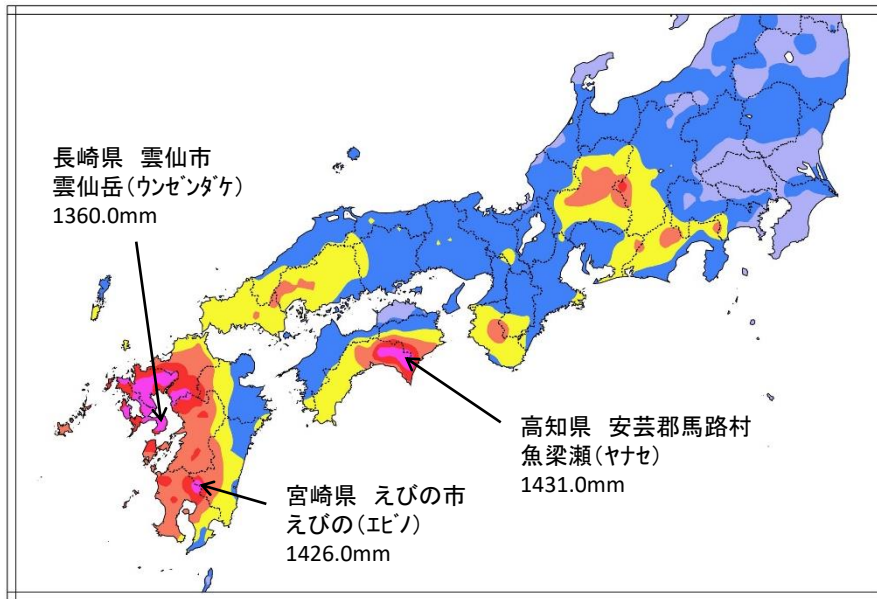 長崎県　雲仙市
雲仙岳（ｳﾝｾﾞﾝﾀﾞｹ）
1360.0mm
高知県　安芸郡馬路村
魚梁瀬（ﾔﾅｾ）
1431.0mm
宮崎県　えびの市
えびの（ｴﾋﾞﾉ）
1426.0mm